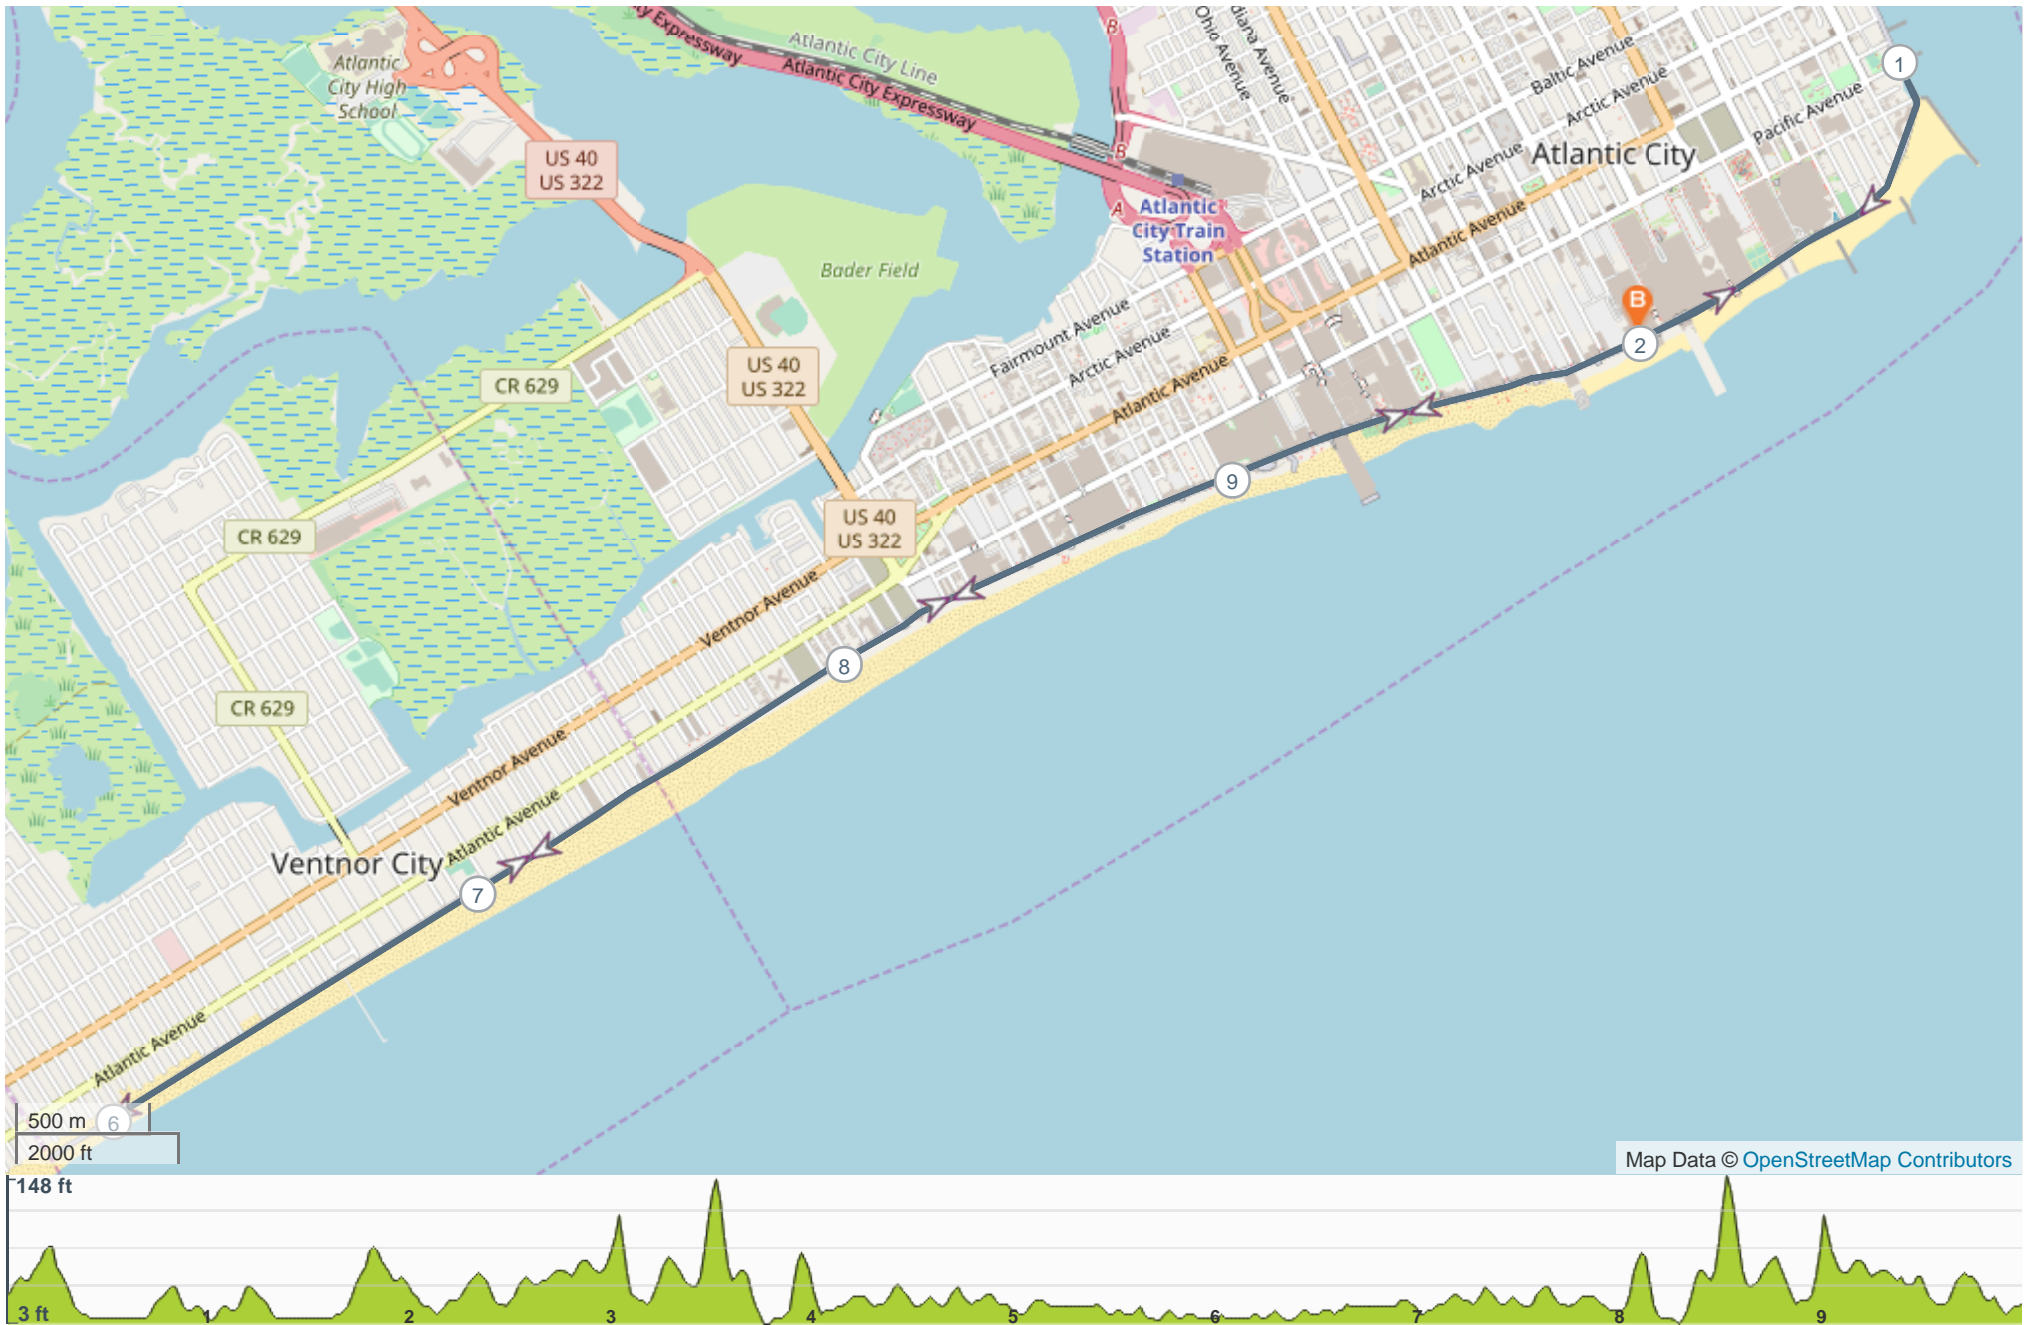 y Expressway
Atlantic City Line
Atlantic City Expressway
B
B
A
Ohio Avenue
diana Avenue
Baltic Avenue
Arctic Avenue
Pacific Avenue
1
Atlantic
City High
School
US 40
US 322
Atlantic City
Arctic Avenue
Atlantic Avenue
Atlantic
City Train
Station
Bader Field
B
2
Fairmount Avenue
Arctic Avenue
Atlantic Avenue
CR 629
US 40
US 322
9
CR 629
US 40
US 322
Ventnor Avenue
8
CR 629
Ventnor Avenue
Atlantic Avenue
Ventnor City
7
Atlantic Avenue
6
500 m
2000 ft
Map Data © OpenStreetMap Contributors
148 ft
3 ft
1 2 3 4 5 6 7 8 9